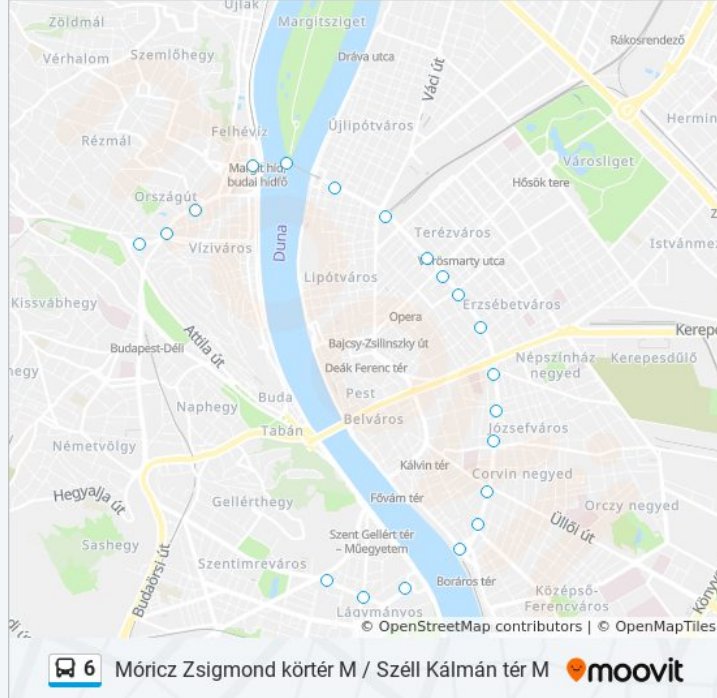 Újlak
Margitsziget
Zöldmál
Rákosrendező
Verhalom
Szemlőhegy
Dráva utca
Váci út
Felhévíz
Újlipótváros
Hermin
Rézmál
Margit híd,
budai hídfő
Városliget
Hősök tere
Országút
Duna
Terézváros
Vízivároś
Istvánmez
Vörösmarty utca
Lipótváros
Kissvábhegy
Erzsébetváros
Attila út
Opera
Kerepe
Budapest-Déli
Bajcsy-Zsilinszky út
Népszínház
negyed
Kerepesdűlő
hegy
Deák Ferenc tér
Buda
Pest
Naphegy
Belváros
Tabán
Józsefváros
Németvölgy
Kálvin tér
Corvin negyed
Hegyalja út
Gellérthegy
Fővám tér
Orczy negyed
Üllői út
Sashegy
Szent Gellért tér
– Műegyetem
Budaörsi út
Szentimreváros
Boráros tér
Középső-
Ferencváros
Könyve
Lágymányos
© OpenStreetMap contributors | © OpenMapTiles
6 Móricz Zsigmond körtér M / Széll Kálmán tér M moovit